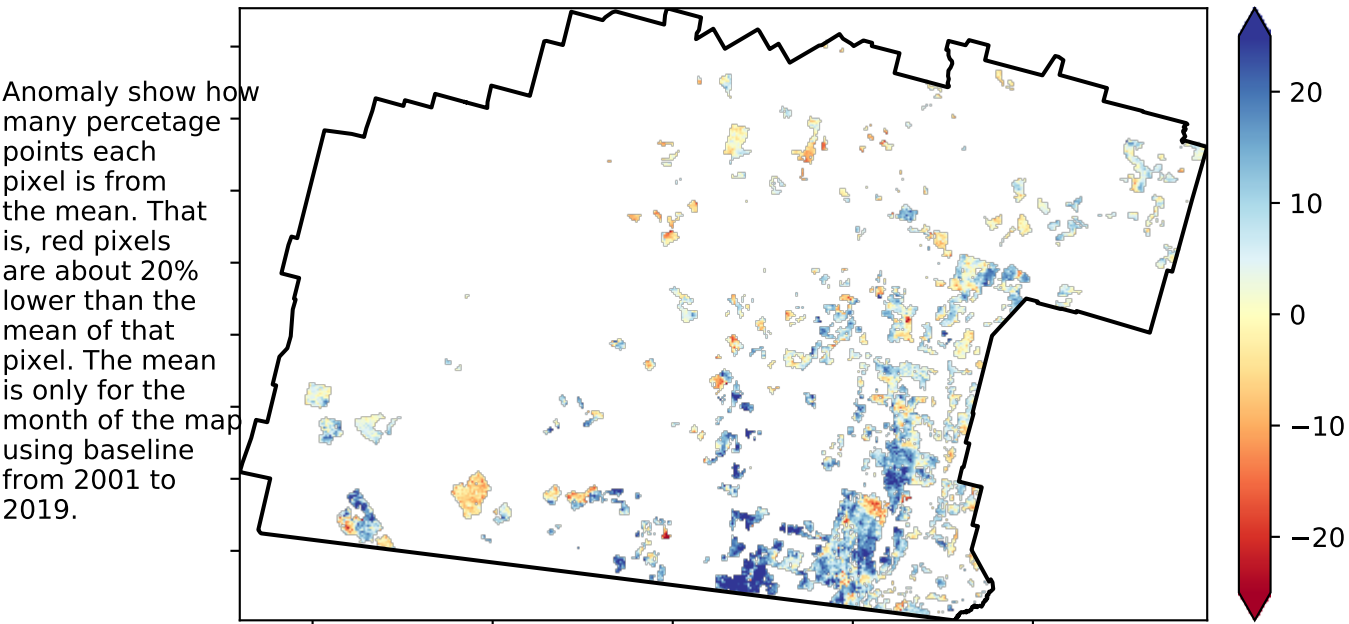 Anomaly show how
many percetage
points each
pixel is from
the mean. That
is, red pixels
are about 20%
lower than the
mean of that
pixel. The mean
is only for the
month of the map
using baseline
from 2001 to
2019.
20
10
0
−10
−20